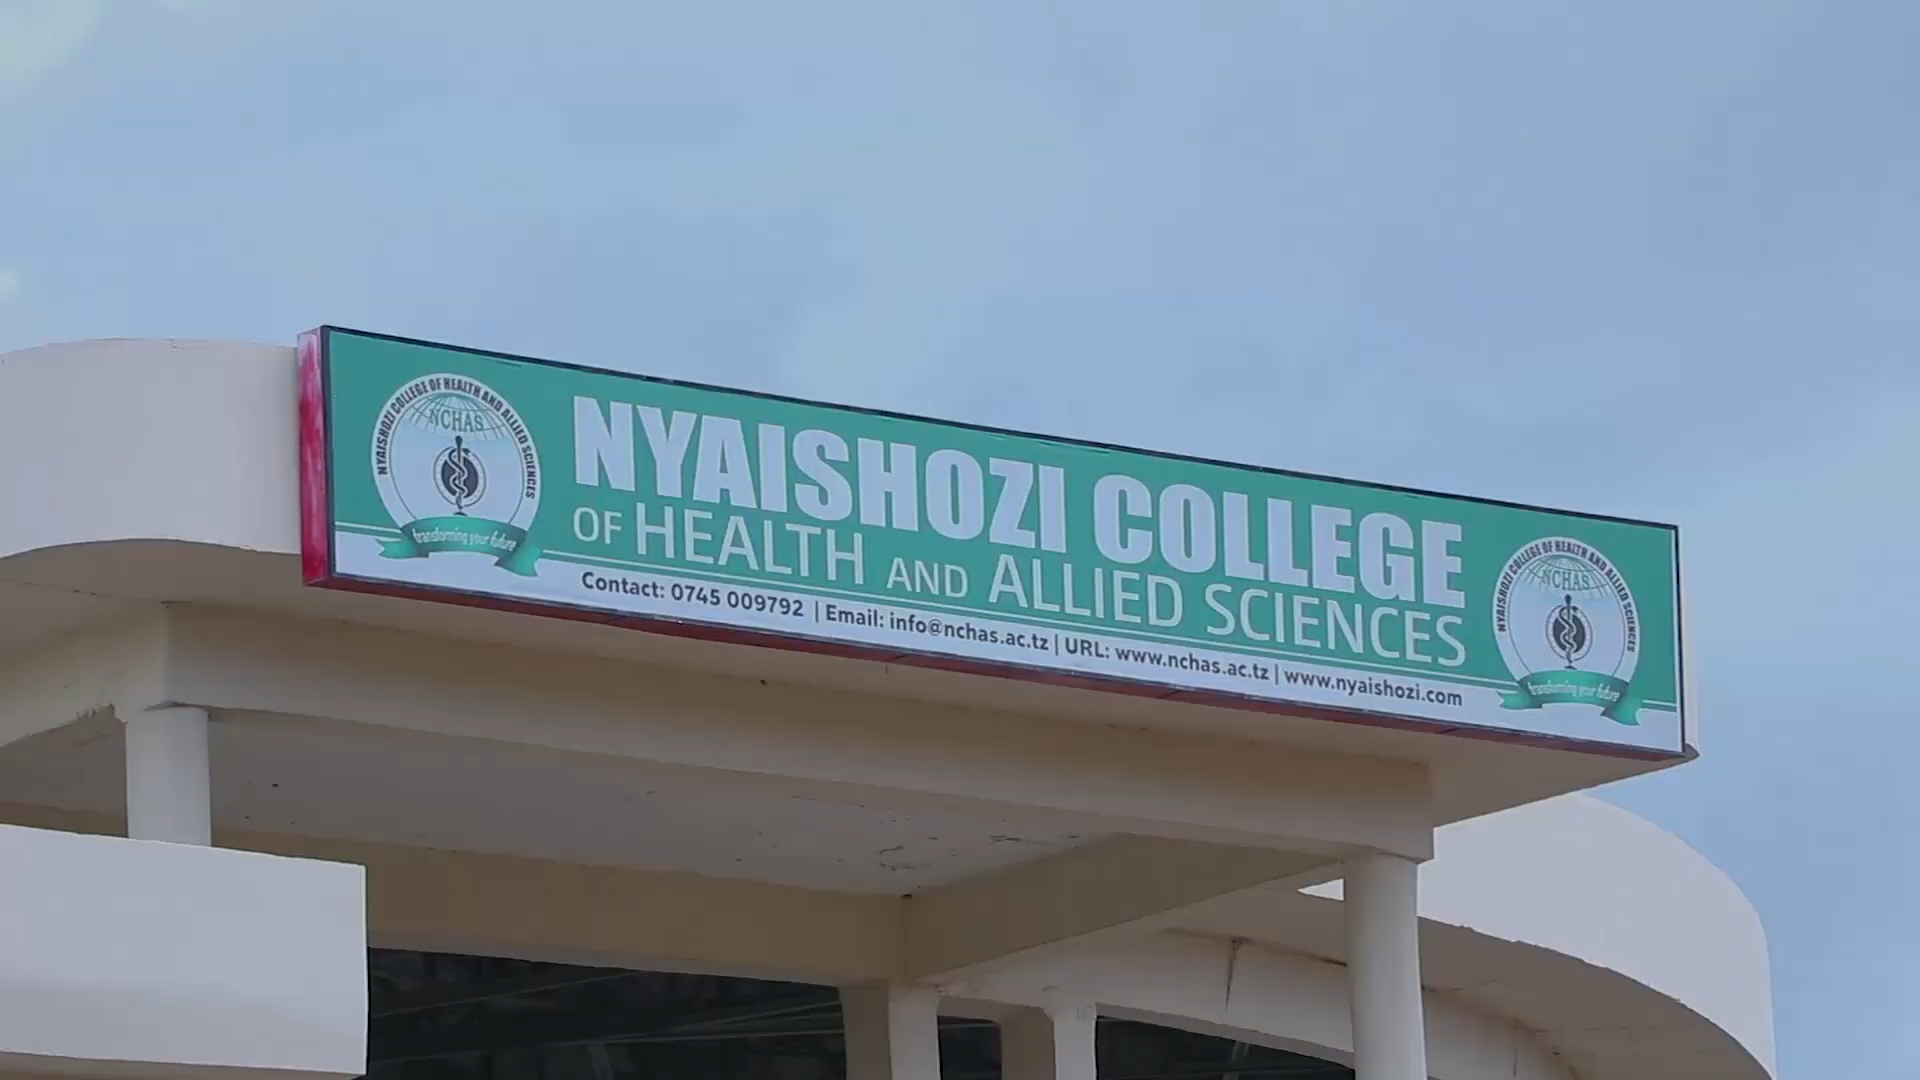 NYAISHOZI COLLEGE OF HEALTH AND ALLIED SCIENCES
NCHAS
transforming your future
NYAISHOZI COLLEGE
OF HEALTH AND ALLIED SCIENCES
Contact: 0745 009792 | Email: info@nchas.ac.tz | URL: www.nchas.ac.tz | www.nyaishozi.com
NYAISHOZI COLLEGE OF HEALTH AND ALLIED SCIENCES
NCHAS
transforming your future